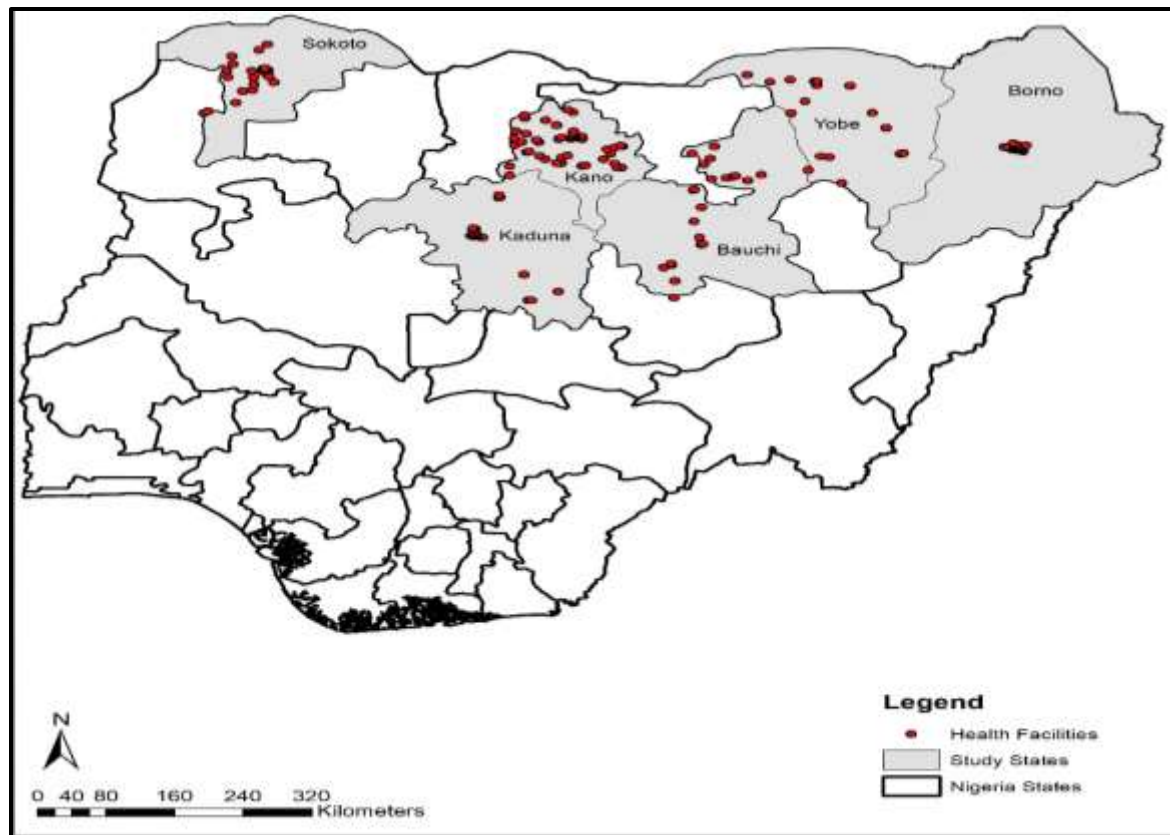 Sokoto
Borno
Yobe
Kano
Kaduna
Bauchi
Legend
Health Facilities
Study States
Nigeria States
N
0 40 80 160 240 320
Kilometers